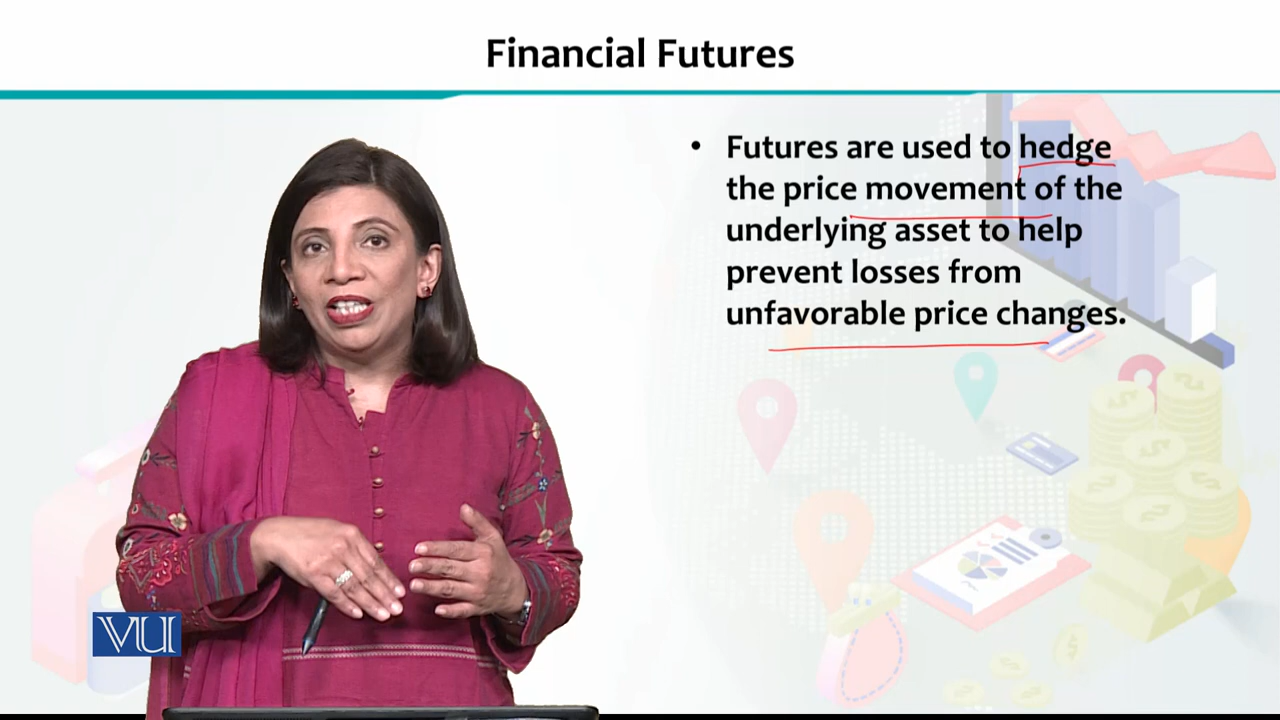 Financial Futures
• Futures are used to hedge
the price movement of the
underlying asset to help
prevent losses from
unfavorable price changes.
VU